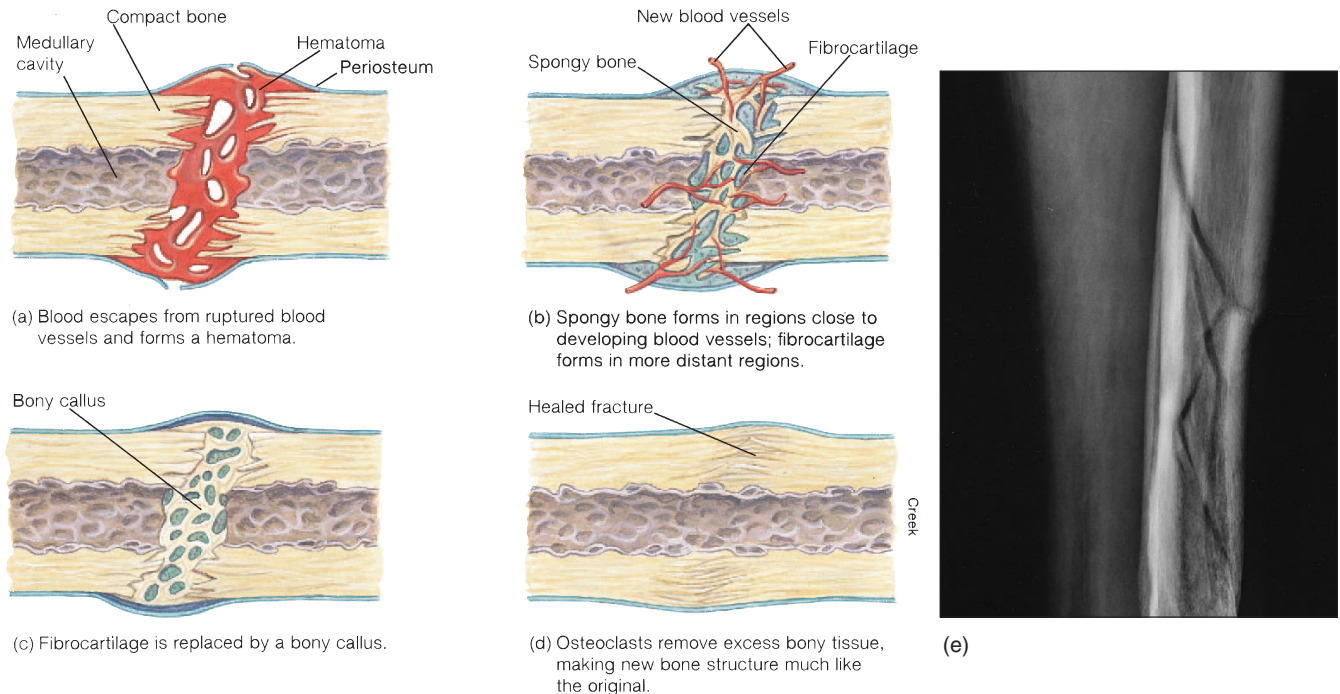 Compact bone
Medullary
cavity
Hematoma
Periosteum
(a) Blood escapes from ruptured blood
vessels and forms a hematoma.
New blood vessels
Spongy bone
Fibrocartilage
(b) Spongy bone forms in regions close to
developing blood vessels; fibrocartilage
forms in more distant regions.
Bony callus
(c) Fibrocartilage is replaced by a bony callus.
Healed fracture
Creek
(d) Osteoclasts remove excess bony tissue,
making new bone structure much like
the original.
(e)